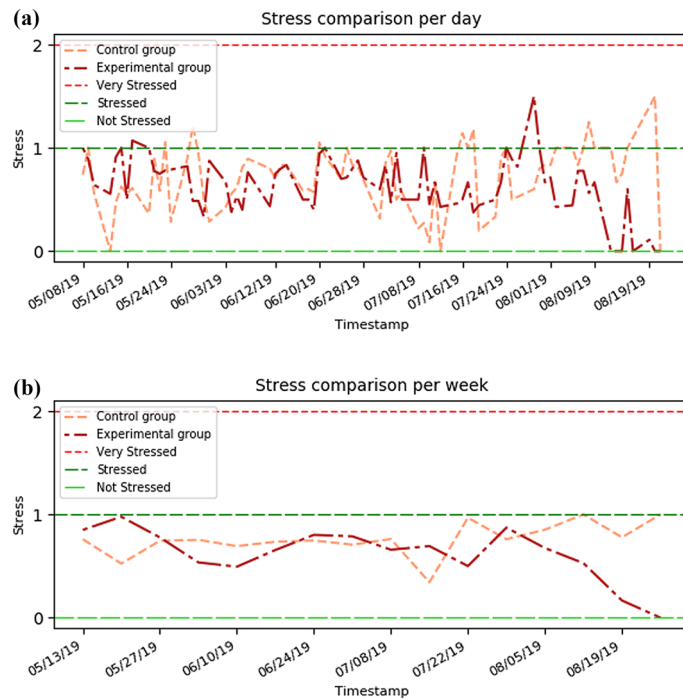 (a)
Stress comparison per day
Control group
Experimental group
Very Stressed
Stressed
Not Stressed
2
1
0
Stress
05/08/19 05/16/19 05/24/19 06/03/19 06/12/19 06/20/19 06/28/19 07/08/19 07/16/19 07/24/19 08/01/19 08/09/19 08/19/19
Timestamp
(b)
Stress comparison per week
Control group
Experimental group
Very Stressed
Stressed
Not Stressed
2
1
0
Stress
05/13/19 05/27/19 06/10/19 06/24/19 07/08/19 07/22/19 08/05/19 08/19/19
Timestamp